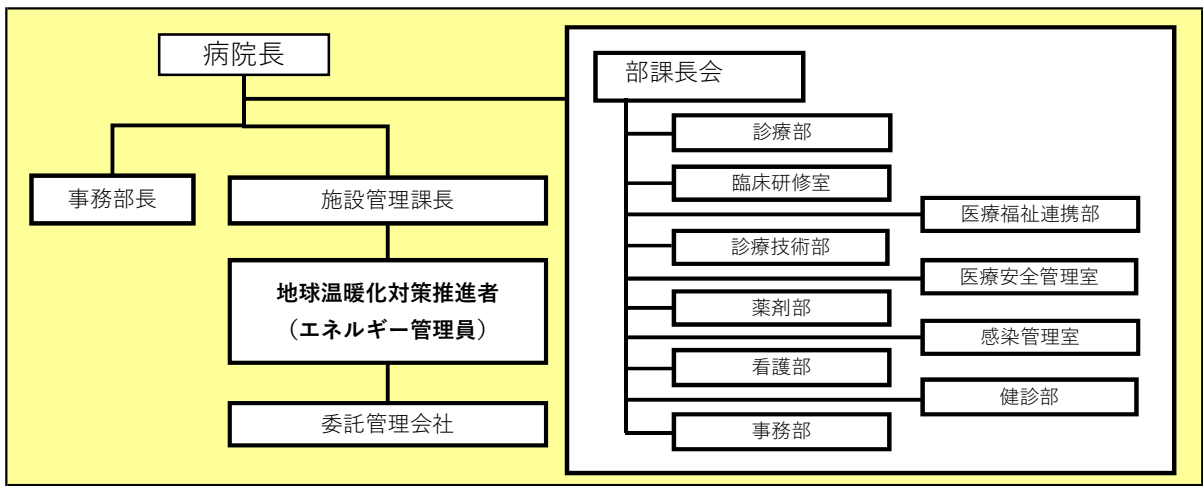 病院長
事務部長
施設管理課長
地球温暖化対策推進者
（エネルギー管理員）
委託管理会社
部課長会
診療部
臨床研修室
医療福祉連携部
診療技術部
医療安全管理室
薬剤部
感染管理室
看護部
健診部
事務部